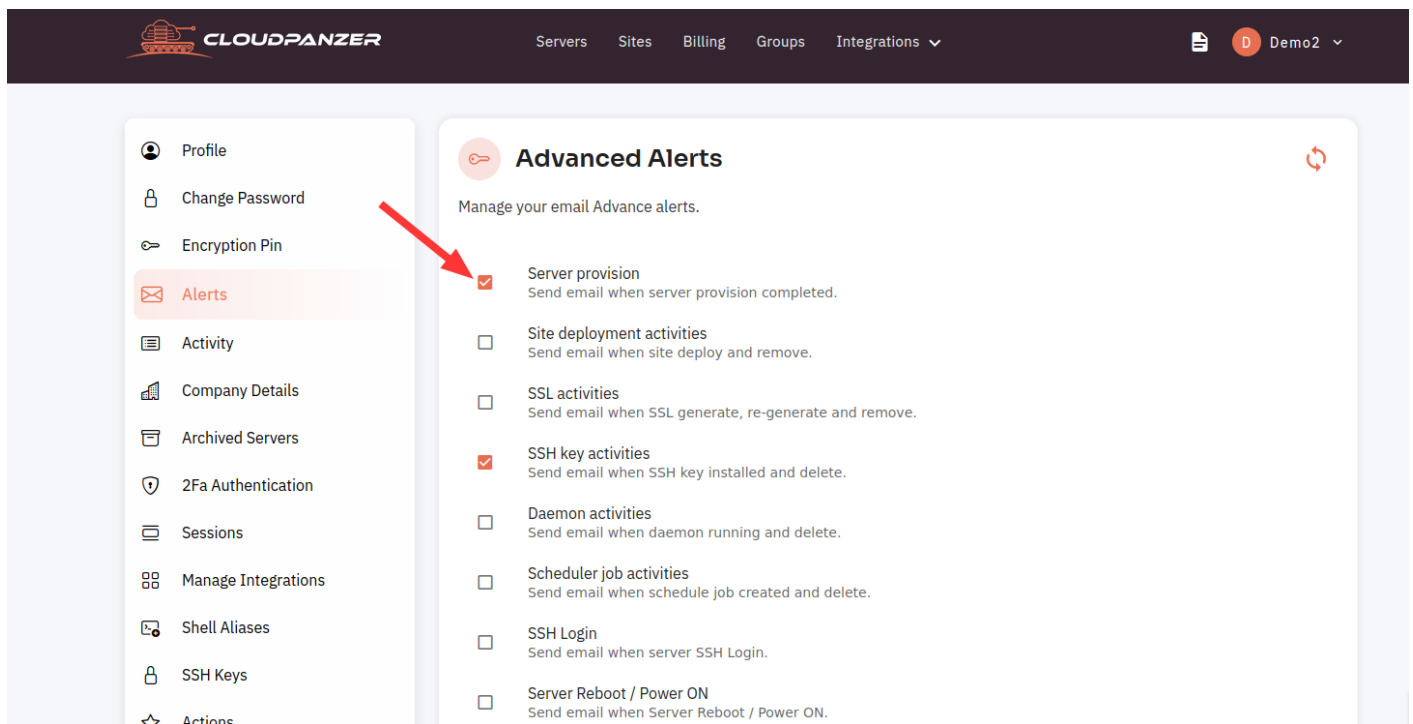 CLOUDPANZER
Servers Sites Billing Groups Integrations
D Demo2
Profile
Change Password
Encryption Pin
Alerts
Activity
Company Details
Archived Servers
2Fa Authentication
Sessions
Manage Integrations
Shell Aliases
SSH Keys
Actions
Advanced Alerts
Manage your email Advance alerts.
Server provision
Send email when server provision completed.
Site deployment activities
Send email when site deploy and remove.
SSL activities
Send email when SSL generate, re-generate and remove.
SSH key activities
Send email when SSH key installed and delete.
Daemon activities
Send email when daemon running and delete.
Scheduler job activities
Send email when schedule job created and delete.
SSH Login
Send email when server SSH Login.
Server Reboot / Power ON
Send email when Server Reboot / Power ON.